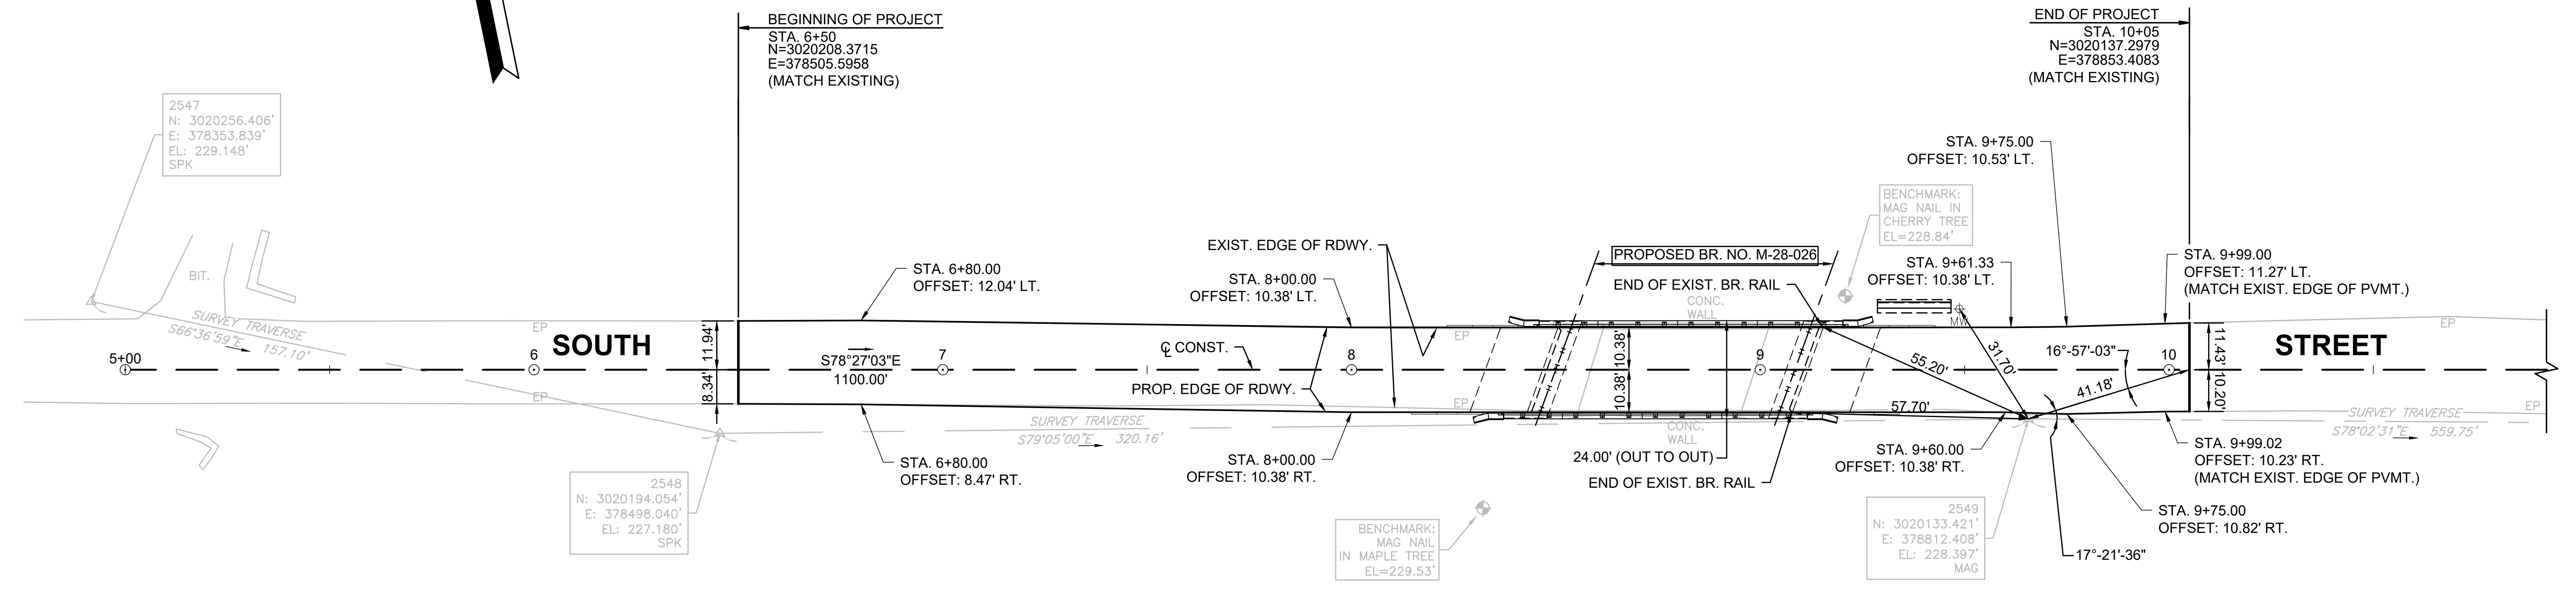 BEGINNING OF PROJECT
STA. 6+50
N=3020208.3715
E=378505.5958
(MATCH EXISTING)
END OF PROJECT
STA. 10+05
N=3020137.2979
E=378853.4083
(MATCH EXISTING)
2547
N: 3020256.406'
E: 378353.839'
EL: 229.148'
SPK
STA. 9+75.00
OFFSET: 10.53' LT.
BENCHMARK:
MAG NAIL IN
CHERRY TREE
EL=228.84'
EXIST. EDGE OF RDWY.
PROPOSED BR. NO. M-28-026
STA. 9+61.33
OFFSET: 10.38' LT.
STA. 9+99.00
OFFSET: 11.27' LT.
(MATCH EXIST. EDGE OF PVMT.)
BIT.
STA. 6+80.00
OFFSET: 12.04' LT.
STA. 8+00.00
OFFSET: 10.38' LT.
END OF EXIST. BR. RAIL
CONC.
WALL
MW
SURVEY TRAVERSE
S66°36'59"E 157.10'
EP
EP
EP
SOUTH
11.94'
10.38'
31.70'
11.43'
STREET
5+00
6
S78°27'03"E
1100.00'
7
℄ CONST.
8
9
55.20'
16°-57'-03"
10
8.34'
PROP. EDGE OF RDWY.
10.38'
41.18'
10.20'
EP
EP
57.70'
EP
SURVEY TRAVERSE
S79°05'00"E 320.16'
CONC.
WALL
SURVEY TRAVERSE
S78°02'31"E 559.75'
STA. 6+80.00
OFFSET: 8.47' RT.
STA. 8+00.00
OFFSET: 10.38' RT.
24.00' (OUT TO OUT)
END OF EXIST. BR. RAIL
STA. 9+60.00
OFFSET: 10.38' RT.
STA. 9+99.02
OFFSET: 10.23' RT.
(MATCH EXIST. EDGE OF PVMT.)
2548
N: 3020194.054'
E: 378498.040'
EL: 227.180'
SPK
BENCHMARK:
MAG NAIL
IN MAPLE TREE
EL=229.53'
2549
N: 3020133.421'
E: 378812.408'
EL: 228.397'
MAG
STA. 9+75.00
OFFSET: 10.82' RT.
17°-21'-36"